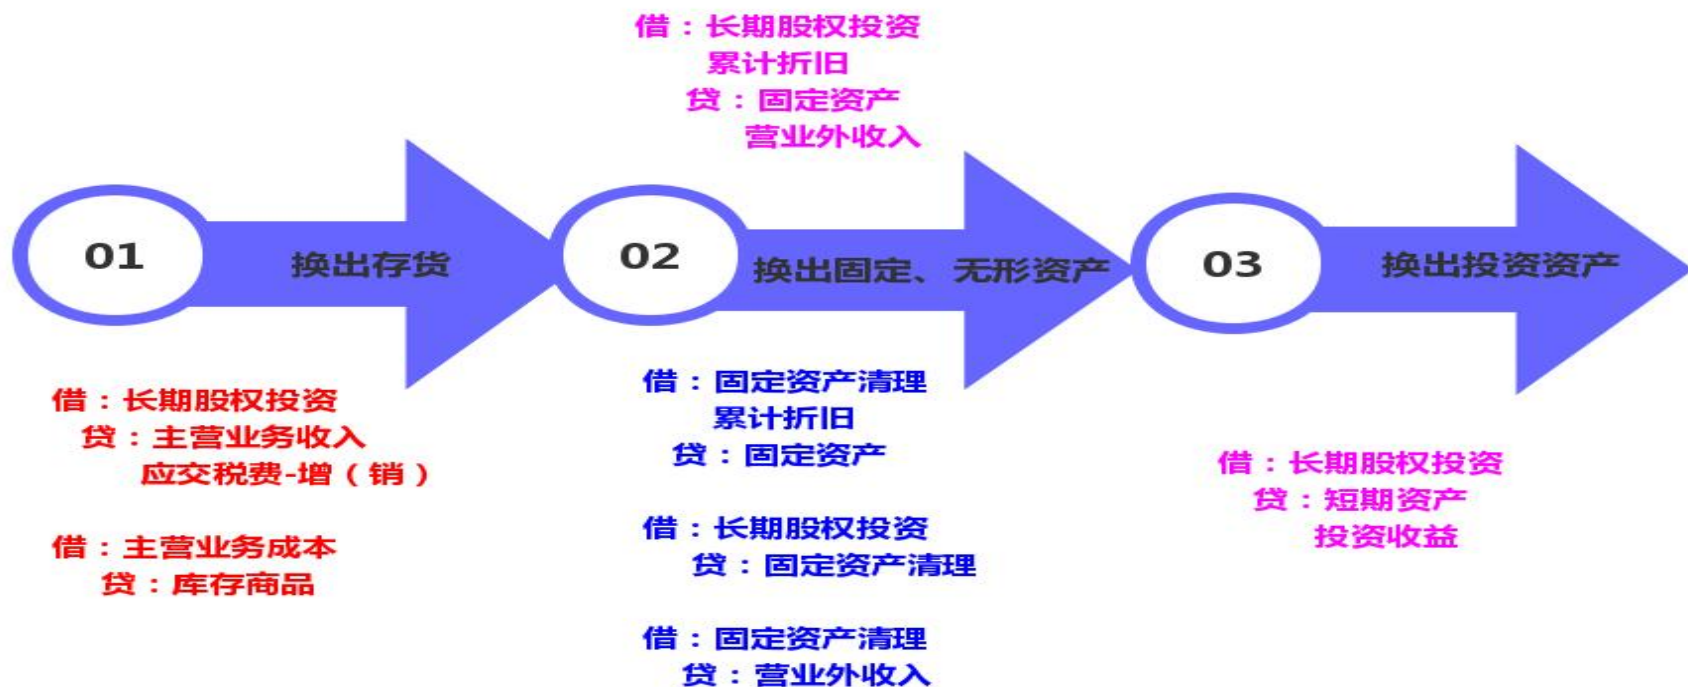 借：长期股权投资
累计折旧
贷：固定资产
营业外收入
01
换出存货
02
换出固定、无形资产
03
换出投资资产
借：长期股权投资
贷：主营业务收入
应交税费-增（销）
借：主营业务成本
贷：库存商品
借：固定资产清理
累计折旧
贷：固定资产
借：长期股权投资
贷：固定资产清理
借：固定资产清理
贷：营业外收入
借：长期股权投资
贷：短期资产
投资收益